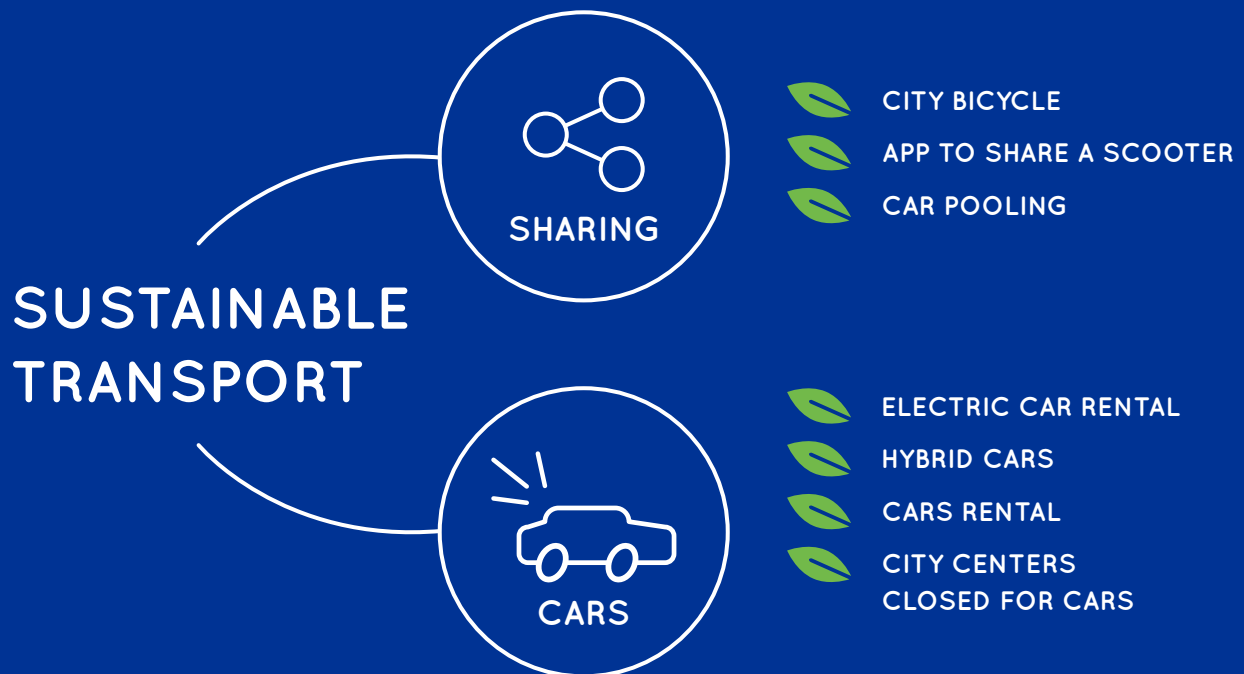 SUSTAINABLE
TRANSPORT
SHARING
CITY BICYCLE
APP TO SHARE A SCOOTER
CAR POOLING
CARS
ELECTRIC CAR RENTAL
HYBRID CARS
CARS RENTAL
CITY CENTERS
CLOSED FOR CARS